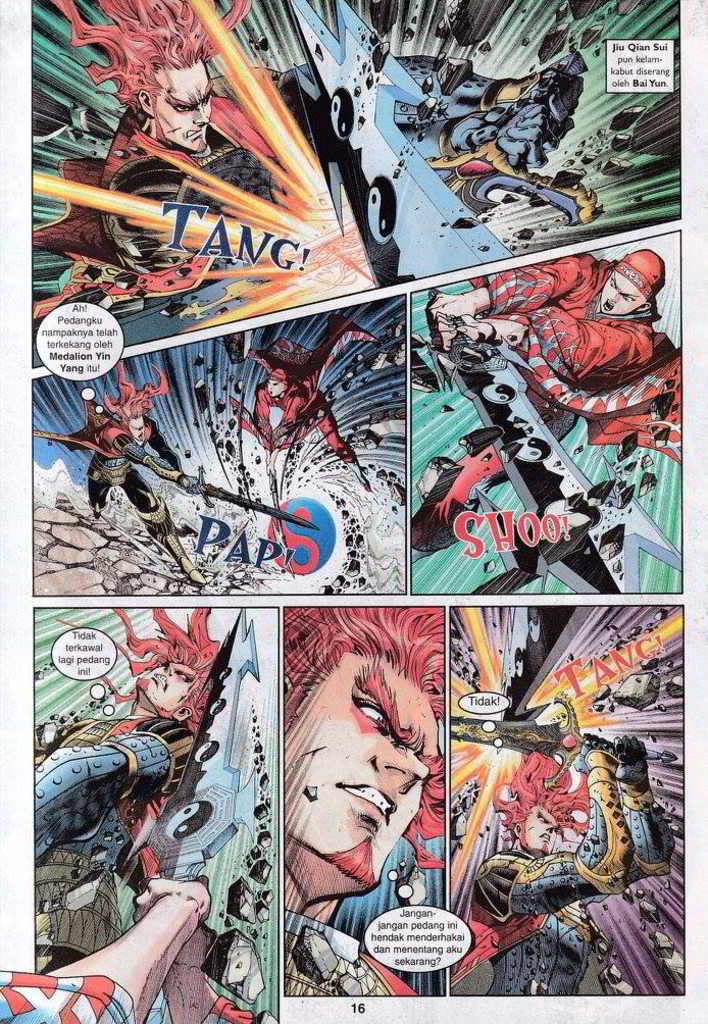 Jiu Qian Sui
pun kelam-
kabut diserang
oleh Bai Yun.
TANG!
Ah!
Pedangku
nampaknya telah
terkekang oleh
Medalion Yin
Yang itu!
PAP!
SHOO!
Tidak
terkawal
lagi pedang
ini!
Jangan-
jangan pedang ini
hendak menderhakai
dan menentang aku
sekarang?
Tidak!
TANG!
16